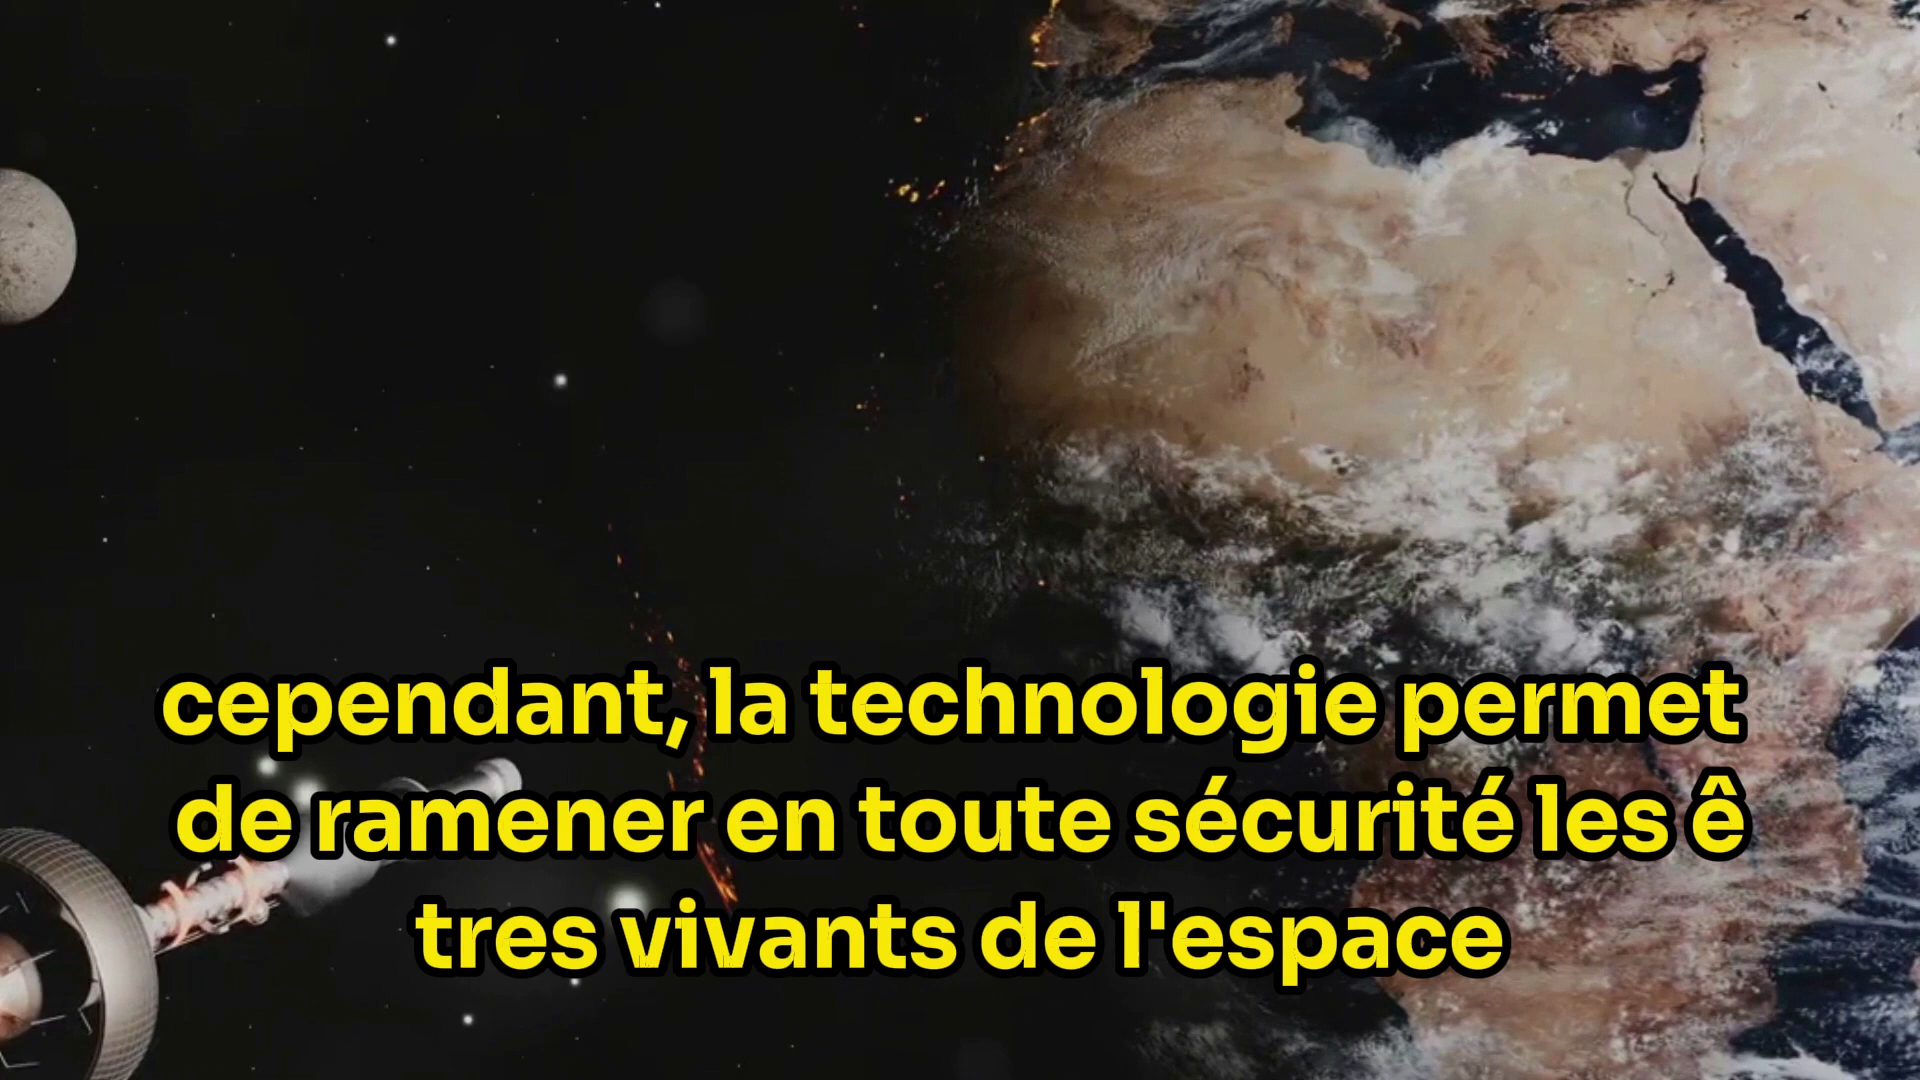 cependant, la technologie permet
de ramener en toute sécurité les ê
tres vivants de l'espace